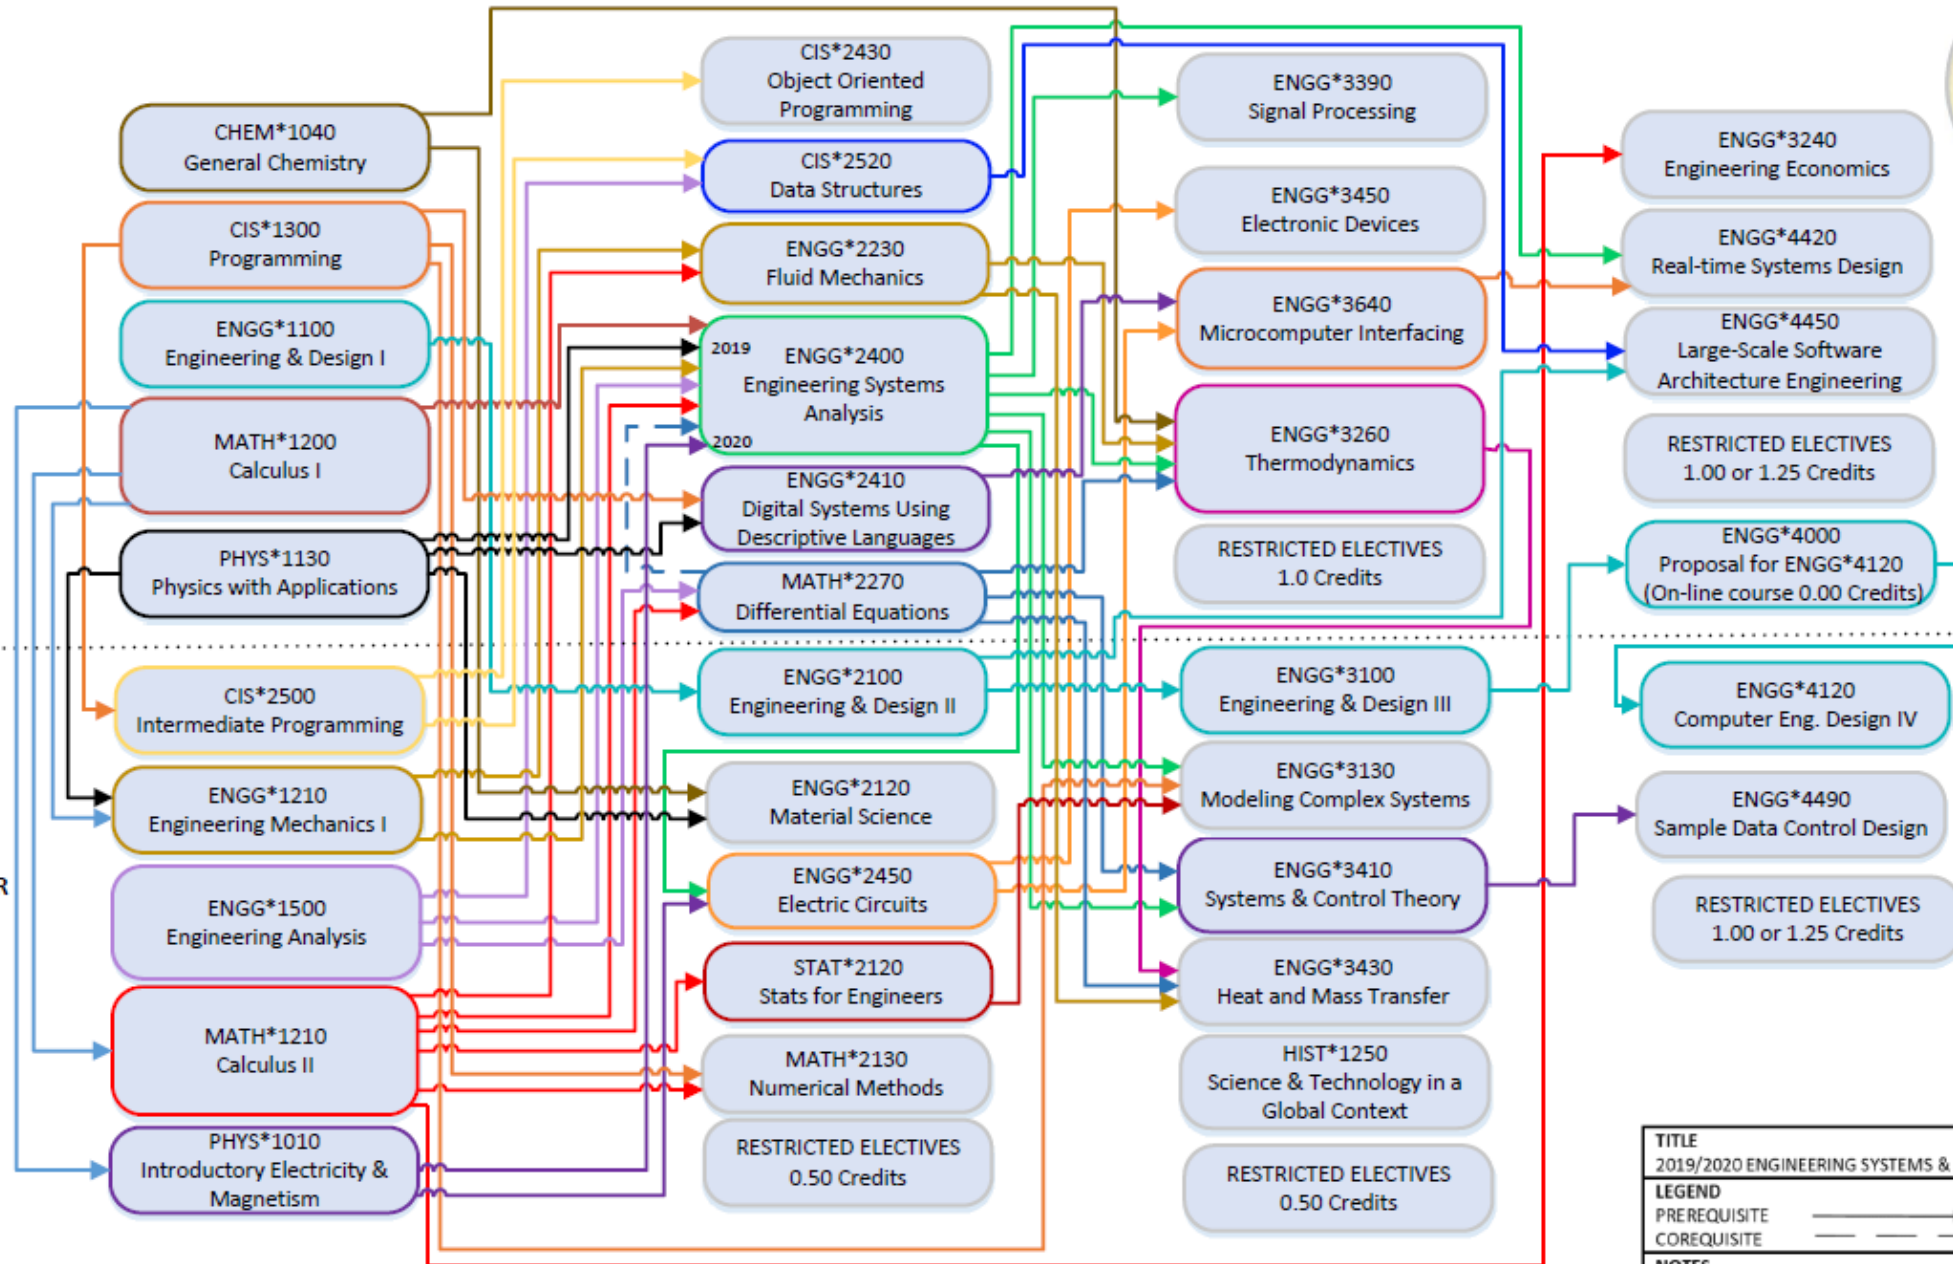 CHEM*1040
General Chemistry
CIS*1300
Programming
ENGG*1100
Engineering & Design I
MATH*1200
Calculus I
PHYS*1130
Physics with Applications
CIS*2500
Intermediate Programming
ENGG*1210
Engineering Mechanics I
R
ENGG*1500
Engineering Analysis
MATH*1210
Calculus II
PHYS*1010
Introductory Electricity &
Magnetism
CIS*2430
Object Oriented
Programming
CIS*2520
Data Structures
ENGG*2230
Fluid Mechanics
2019
ENGG*2400
Engineering Systems
Analysis
2020
ENGG*2410
Digital Systems Using
Descriptive Languages
MATH*2270
Differential Equations
ENGG*2100
Engineering & Design II
ENGG*2120
Material Science
ENGG*2450
Electric Circuits
STAT*2120
Stats for Engineers
MATH*2130
Numerical Methods
RESTRICTED ELECTIVES
0.50 Credits
ENGG*3390
Signal Processing
ENGG*3450
Electronic Devices
ENGG*3640
Microcomputer Interfacing
ENGG*3260
Thermodynamics
RESTRICTED ELECTIVES
1.0 Credits
ENGG*3100
Engineering & Design III
ENGG*3130
Modeling Complex Systems
ENGG*3410
Systems & Control Theory
ENGG*3430
Heat and Mass Transfer
HIST*1250
Science & Technology in a
Global Context
RESTRICTED ELECTIVES
0.50 Credits
ENGG*3240
Engineering Economics
ENGG*4420
Real-time Systems Design
ENGG*4450
Large-Scale Software
Architecture Engineering
RESTRICTED ELECTIVES
1.00 or 1.25 Credits
ENGG*4000
Proposal for ENGG*4120
(On-line course 0.00 Credits)
ENGG*4120
Computer Eng. Design IV
ENGG*4490
Sample Data Control Design
RESTRICTED ELECTIVES
1.00 or 1.25 Credits
TITLE
2019/2020 ENGINEERING SYSTEMS &
LEGEND
PREREQUISITE
COREQUISITE
NOTES